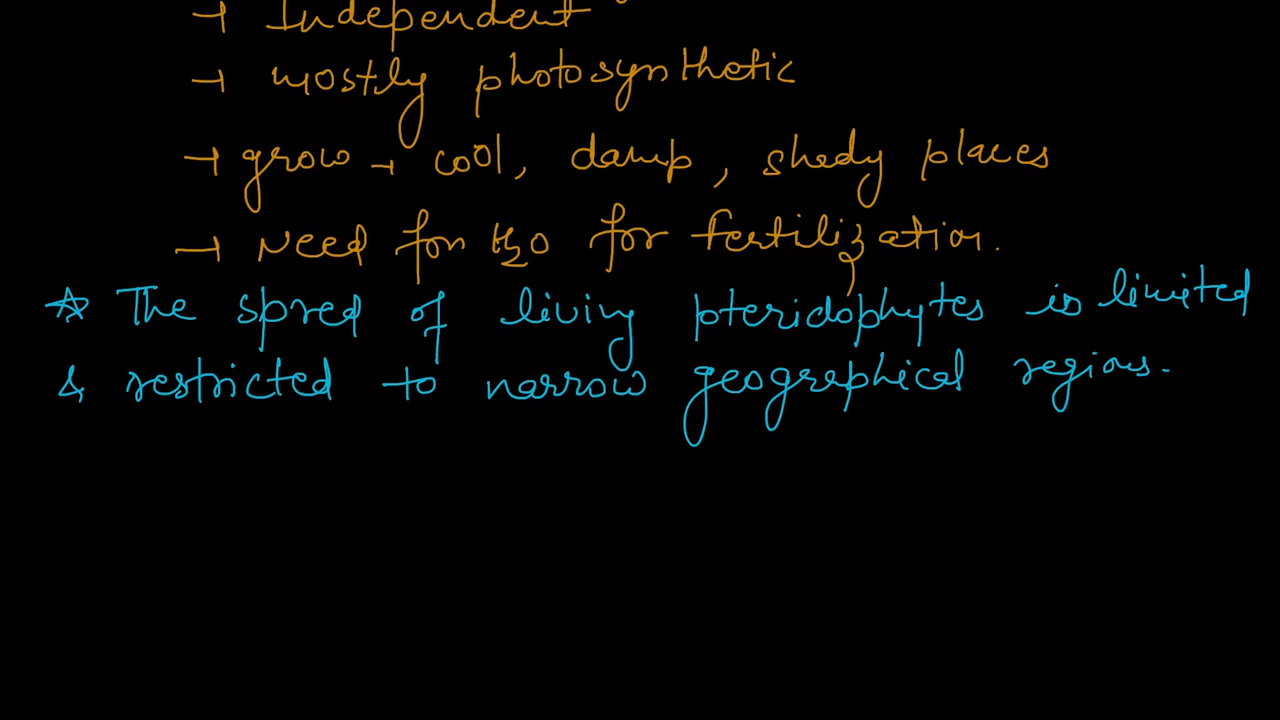 → Independent
→ mostly photosynthetic
→ grow → cool, damp, shedy places
→ Need for H2O for fertilization.
☆ The spred of living pteridophytes is limited
& restricted to narrow geographical regions.